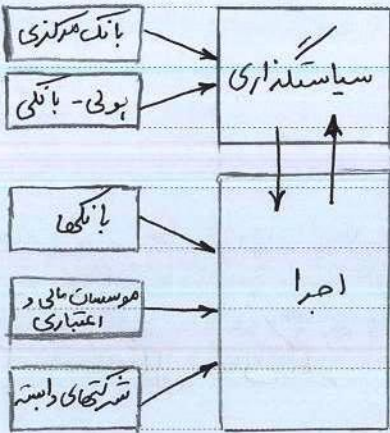 بانک مرکزی
سیاستگذاری
پولی - بانکی
بانکها
اجرا
موسسات مالی و
اعتباری
شرکتهای وابسته